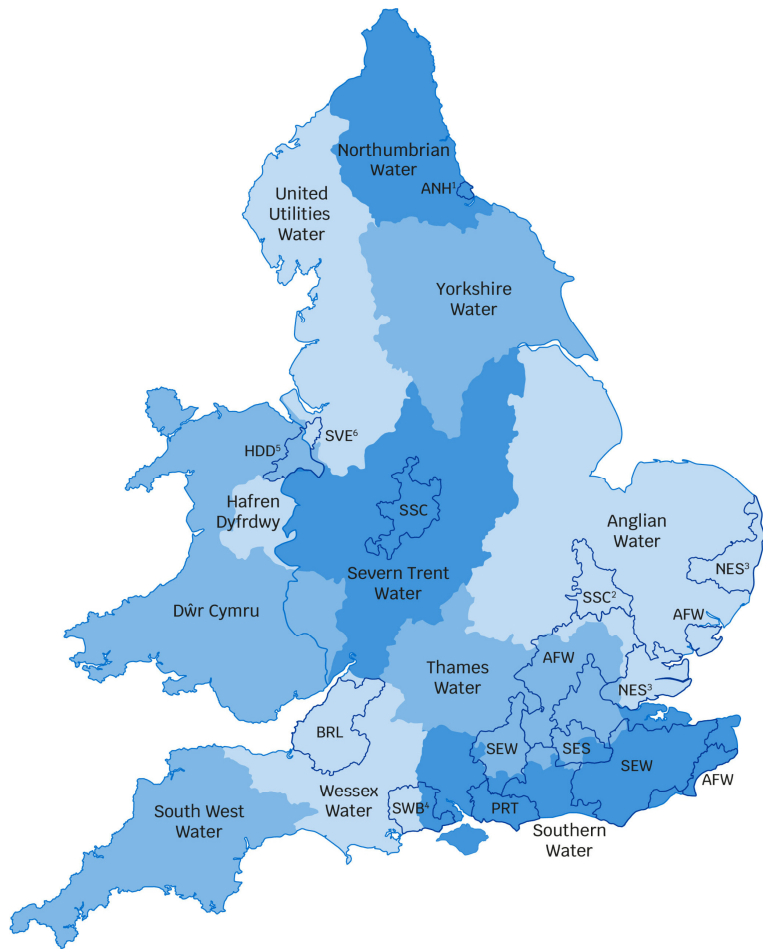 Northumbrian
Water
ANH¹
United
Utilities
Water
Yorkshire
Water
SVE⁶
HDD⁵
Hafren
Dyfrdwy
SSC
Anglian
Water
Severn Trent
Water
NES³
SSC²
Dŵr Cymru
AFW
AFW
Thames
Water
NES³
BRL
SEW
SES
SEW
AFW
Wessex
Water
SWB⁴
PRT
South West
Water
Southern
Water